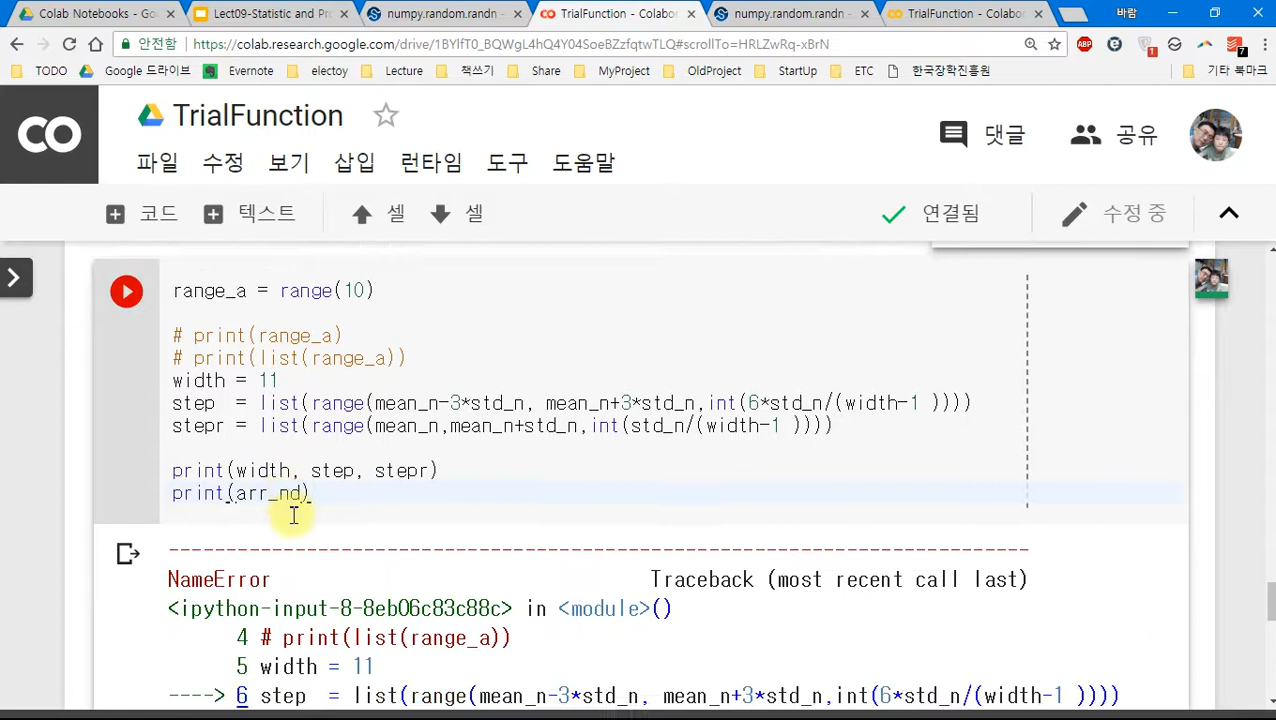 Colab Notebooks - Go
Lect09-Statistic and Pr
numpy.random.randn -
TrialFunction - Colabo
numpy.random.randn -
TrialFunction - Colab
바람
안전함 https://colab.research.google.com/drive/1BYlfT0_BQWgL4hQ4Y04SoeBZzfqtwTLQ#scrollTo=HRLZwRq-xBxN
ABP
1
7
TODO
Google 드라이브
Evernote
electoy
Lecture
책쓰기
Share
MyProject
OldProject
StartUp
ETC
한국장학진흥원
기타 북마크
CO
TrialFunction
댓글
공유
파일 수정 보기 삽입 런타임 도구 도움말
코드 텍스트 셀 셀 연결됨 수정 중
range_a = range(10)
# print(range_a)
# print(list(range_a))
width = 11
step = list(range(mean_n-3*std_n, mean_n+3*std_n,int(6*std_n/(width-1 ))))
stepr = list(range(mean_n,mean_n+std_n,int(std_n/(width-1 ))))
print(width, step, stepr)
print(arr_nd)
---------------------------------------------------------------------------
NameError Traceback (most recent call last)
<ipython-input-8-8eb06c83c88c> in <module>()
4 # print(list(range_a))
5 width = 11
----> 6 step = list(range(mean_n-3*std_n, mean_n+3*std_n,int(6*std_n/(width-1 ))))